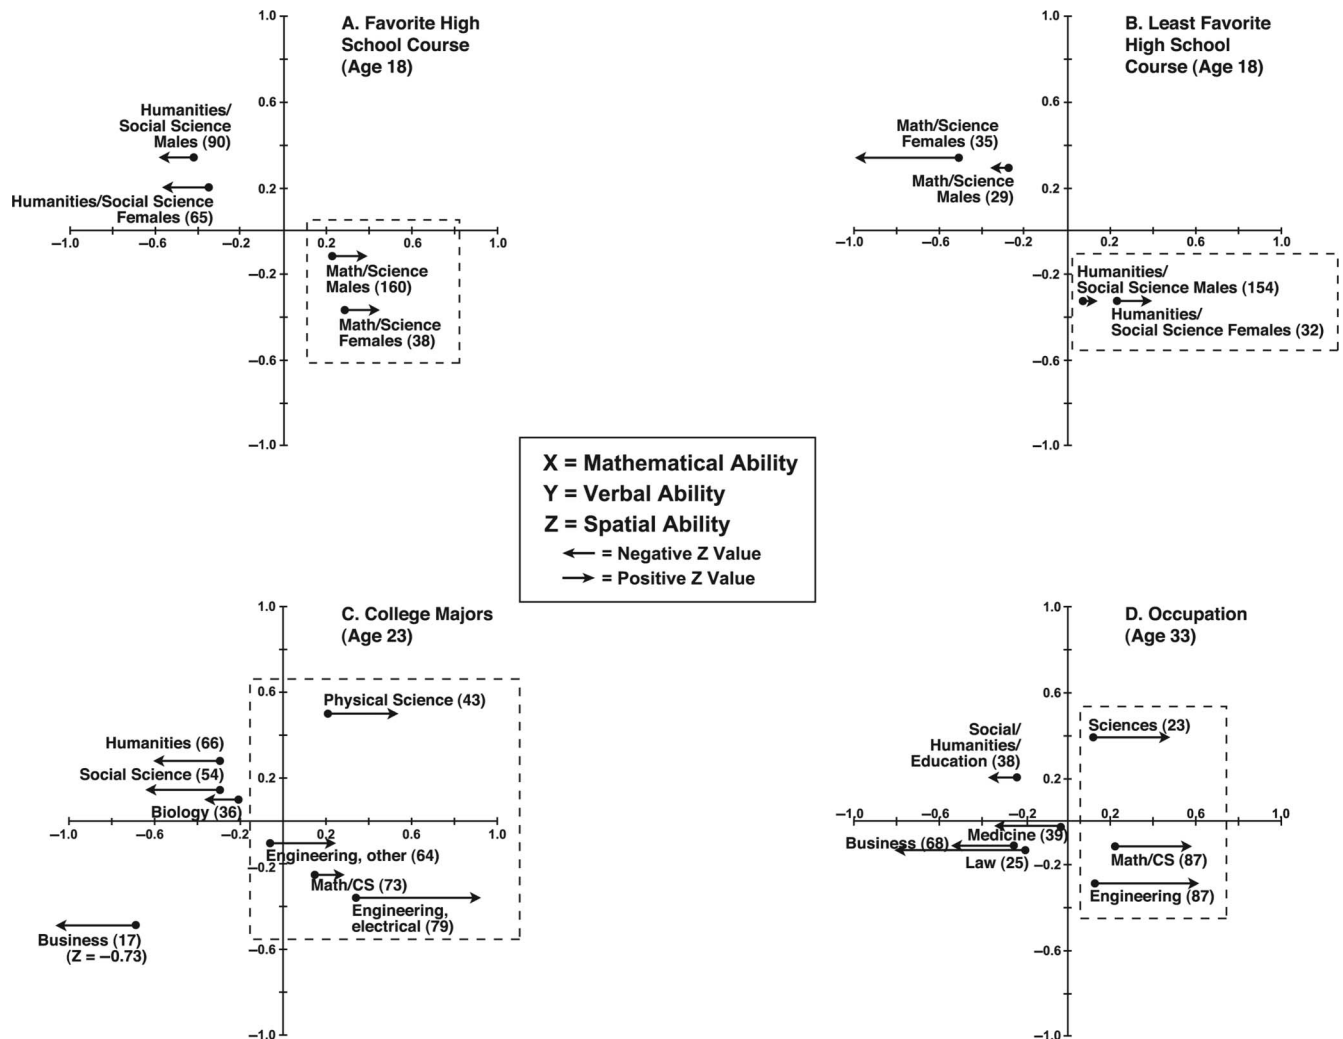 A. Favorite High
School Course
(Age 18)
1.0
0.6
0.2
−0.2
−0.6
−1.0
−1.0
−0.6
−0.2
0.2
0.6
1.0
Humanities/
Social Science
Males (90)
Humanities/Social Science
Females (65)
Math/Science
Males (160)
Math/Science
Females (38)
B. Least Favorite
High School
Course (Age 18)
1.0
0.6
0.2
−0.2
−0.6
−1.0
−1.0
−0.6
−0.2
0.2
0.6
1.0
Math/Science
Females (35)
Math/Science
Males (29)
Humanities/
Social Science Males (154)
Humanities/
Social Science Females (32)
X = Mathematical Ability
Y = Verbal Ability
Z = Spatial Ability
= Negative Z Value
= Positive Z Value
C. College Majors
(Age 23)
1.0
0.6
0.2
−0.2
−0.6
−1.0
−1.0
−0.6
−0.2
0.2
0.6
1.0
Physical Science (43)
Humanities (66)
Social Science (54)
Biology (36)
Engineering, other (64)
Math/CS (73)
Engineering,
electrical (79)
Business (17)
(Z = −0.73)
D. Occupation
(Age 33)
1.0
0.6
0.2
−0.2
−0.6
−1.0
−1.0
−0.6
−0.2
0.2
0.6
1.0
Sciences (23)
Social/
Humanities/
Education (38)
Medicine (39)
Business (68)
Law (25)
Math/CS (87)
Engineering (87)